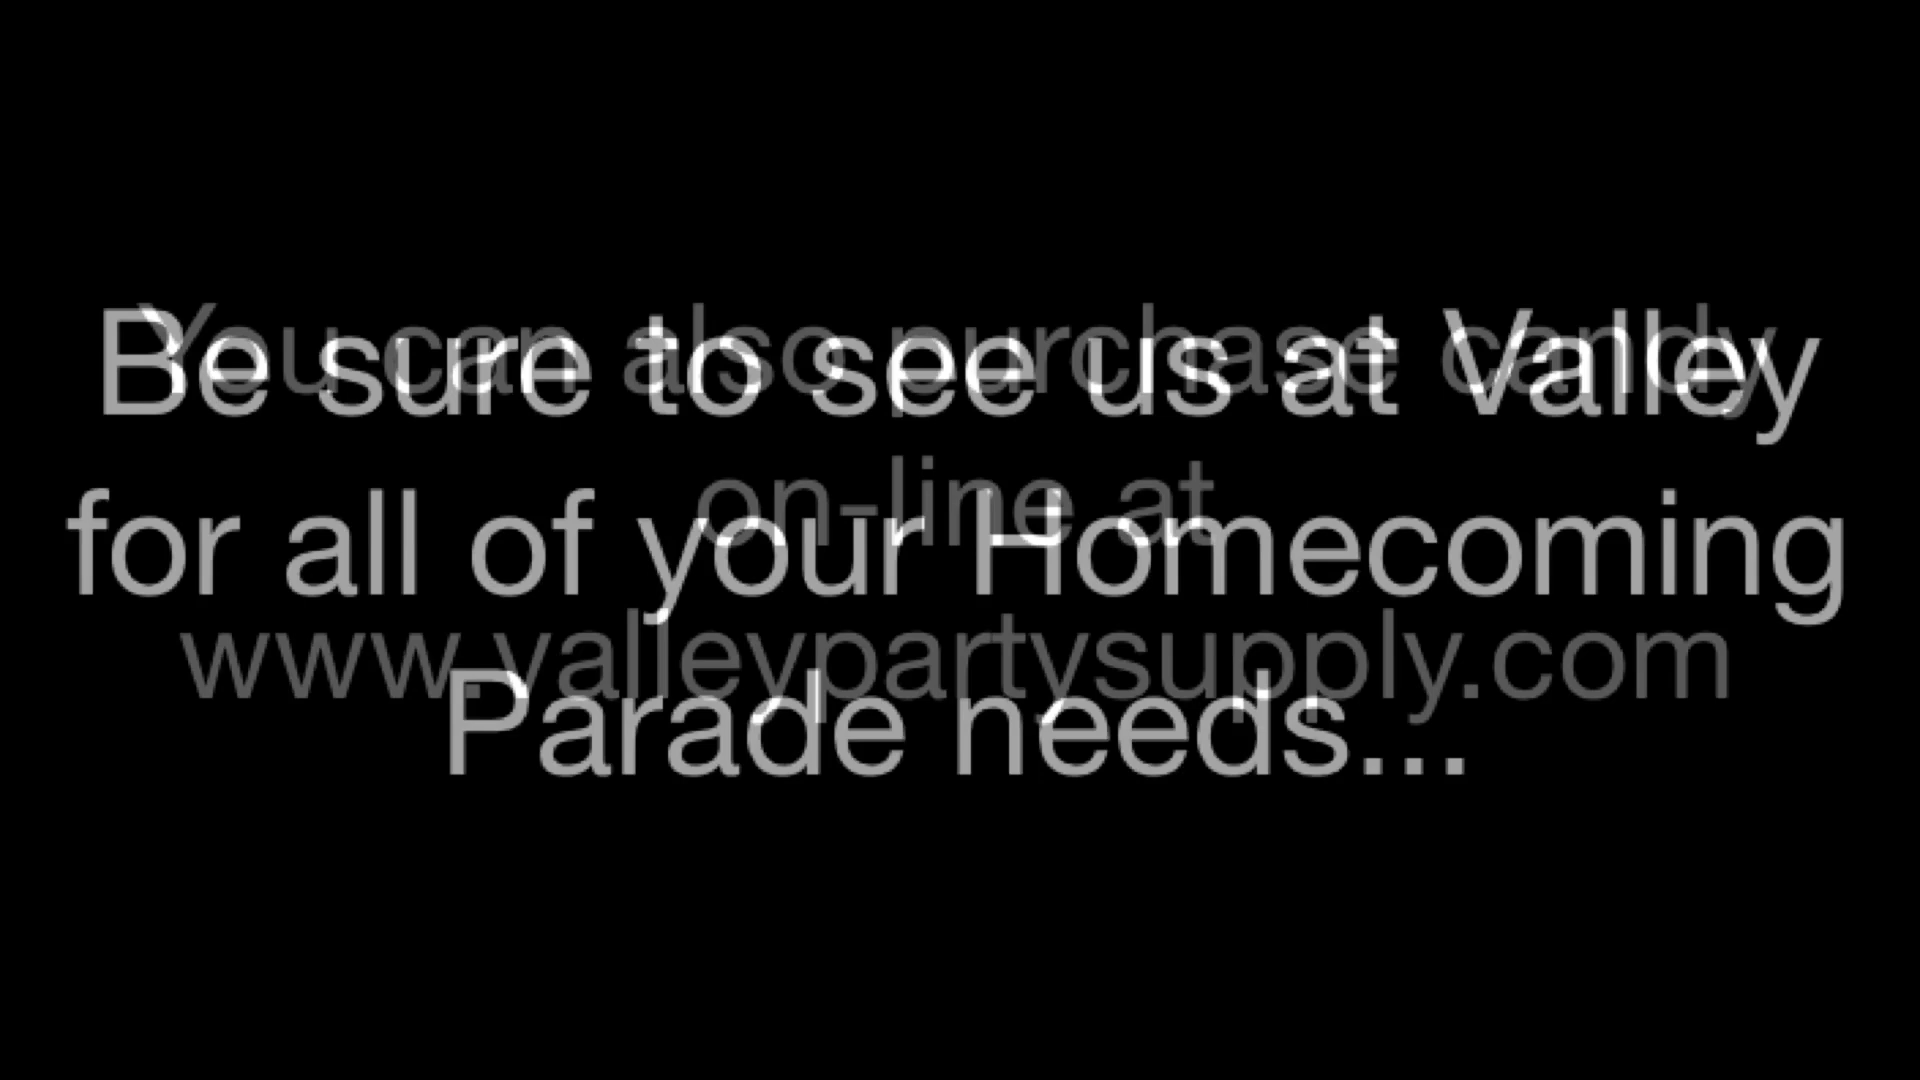 Be sure to see us at Valley
for all of your Homecoming
Parade needs...
You can also purchase candy
on-line at
www.valleypartysupply.com